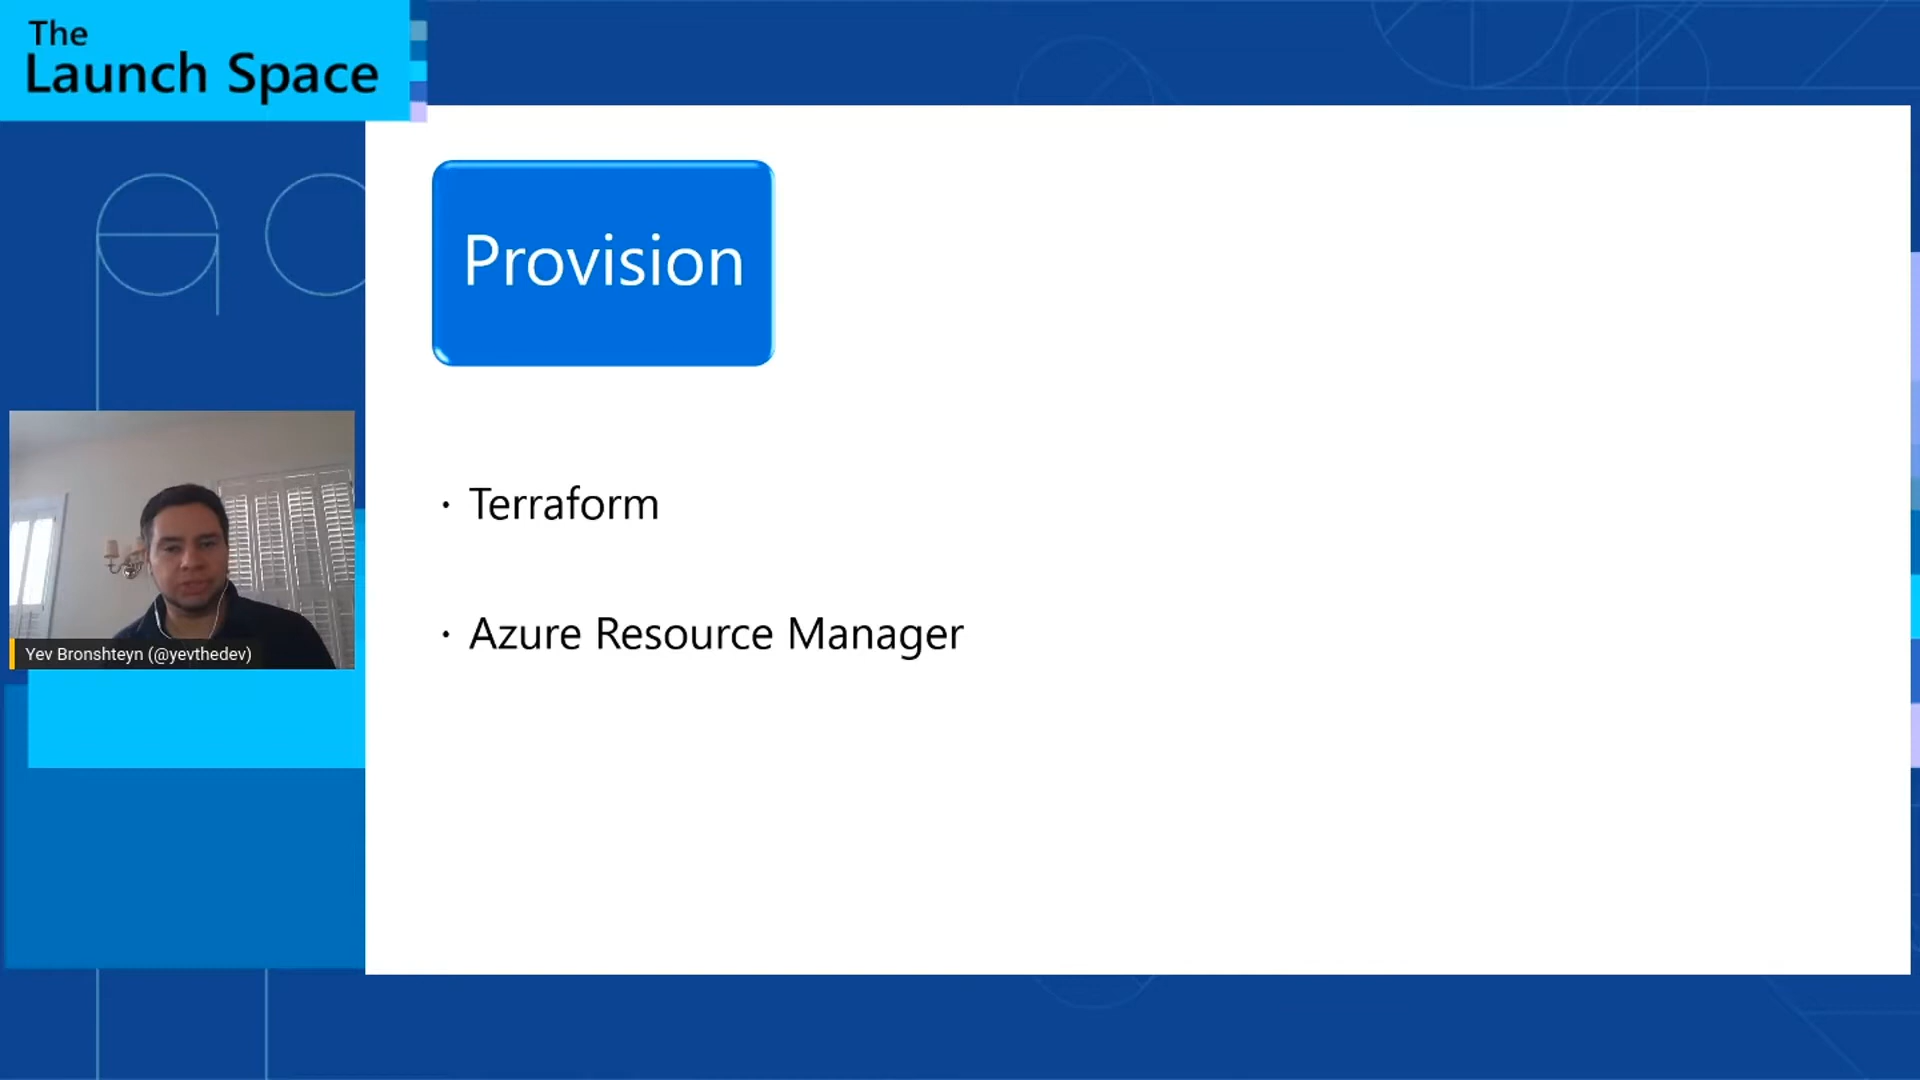 The
Launch Space
Provision
· Terraform
· Azure Resource Manager
Yev Bronshteyn (@yevthedev)